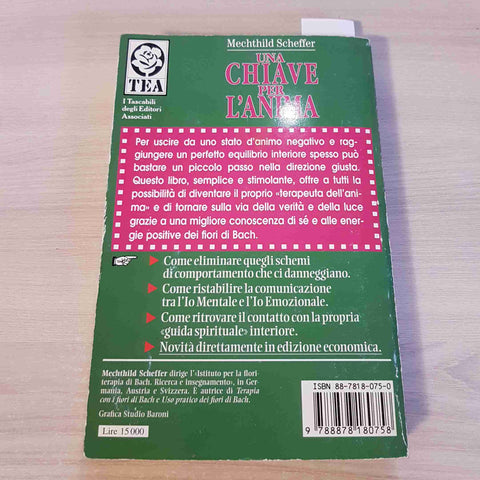 Mechthild Scheffer
UNA
CHIAVE
PER
L'ANIMA
TEA
I Tascabili
degli Editori
Associati
Per uscire da uno stato d'animo negativo e rag-
giungere un perfetto equilibrio interiore spesso può
bastare un piccolo passo nella direzione giusta.
Questo libro, semplice e stimolante, offre a tutti la
possibilità di diventare il proprio «terapeuta dell'ani-
ma» e di tornare sulla via della verità e della luce
grazie a una migliore conoscenza di sé e alle ener-
gie positive dei fiori di Bach.
Come eliminare quegli schemi
di comportamento che ci danneggiano.
Come ristabilire la comunicazione
tra l'Io Mentale e l'Io Emozionale.
Come ritrovare il contatto con la propria
«guida spirituale» interiore.
Novità direttamente in edizione economica.
Mechthild Scheffer dirige l'«Istituto per la flori-
terapia di Bach. Ricerca e insegnamento», in Ger-
mania, Austria e Svizzera. È autrice di Terapia
con i fiori di Bach e Uso pratico dei fiori di Bach.
Grafica Studio Baroni
Lire 15000
ISBN 88-7818-075-0
9 788878 180758